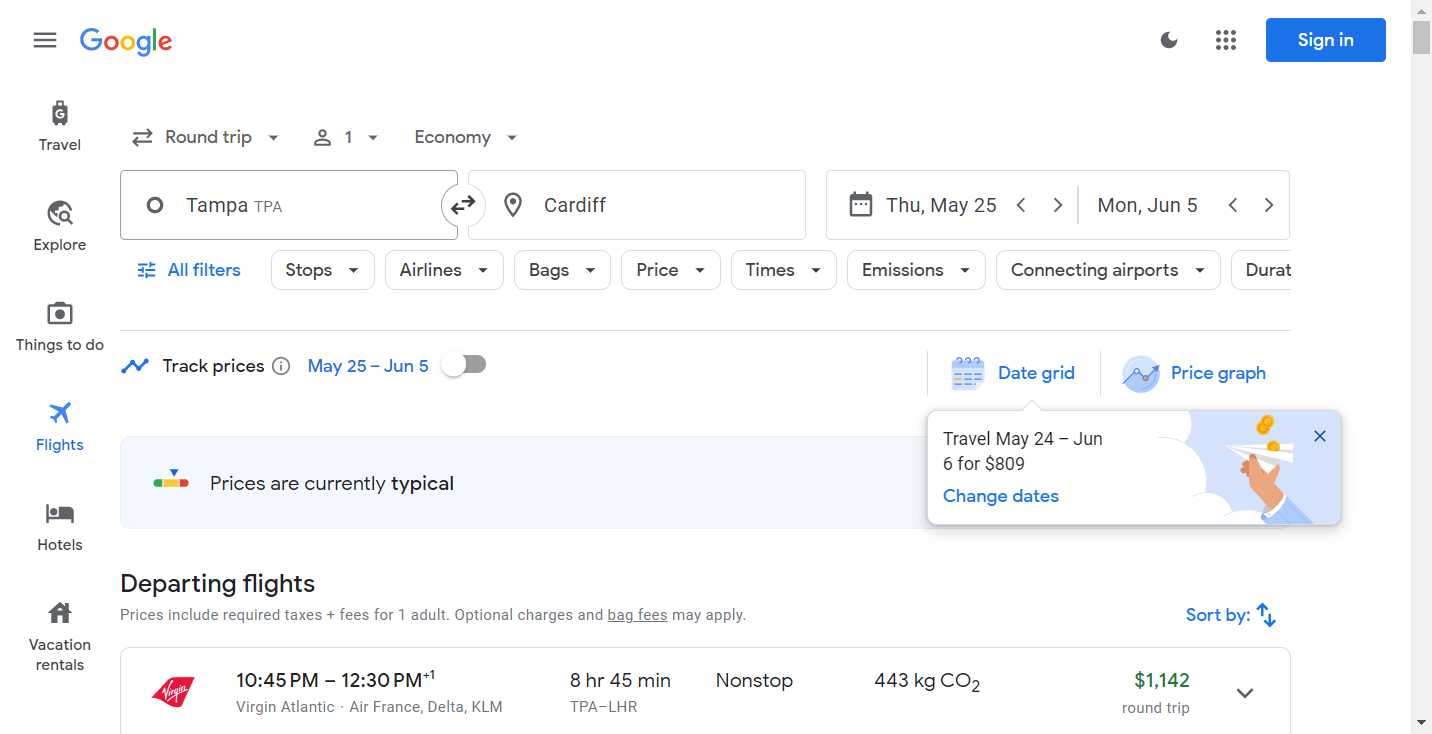 Google
Sign in
Travel
Explore
Things to do
Flights
Hotels
Vacation
rentals
Round trip
1
Economy
Tampa TPA
Cardiff
Thu, May 25
Mon, Jun 5
All filters
Stops
Airlines
Bags
Price
Times
Emissions
Connecting airports
Durat
Track prices
May 25 – Jun 5
Date grid
Price graph
Travel May 24 – Jun
6 for $809
Change dates
Prices are currently typical
Departing flights
Prices include required taxes + fees for 1 adult. Optional charges and bag fees may apply.
Sort by:
Virgin
10:45 PM – 12:30 PM+1
Virgin Atlantic · Air France, Delta, KLM
8 hr 45 min
TPA–LHR
Nonstop
443 kg CO2
$1,142
round trip